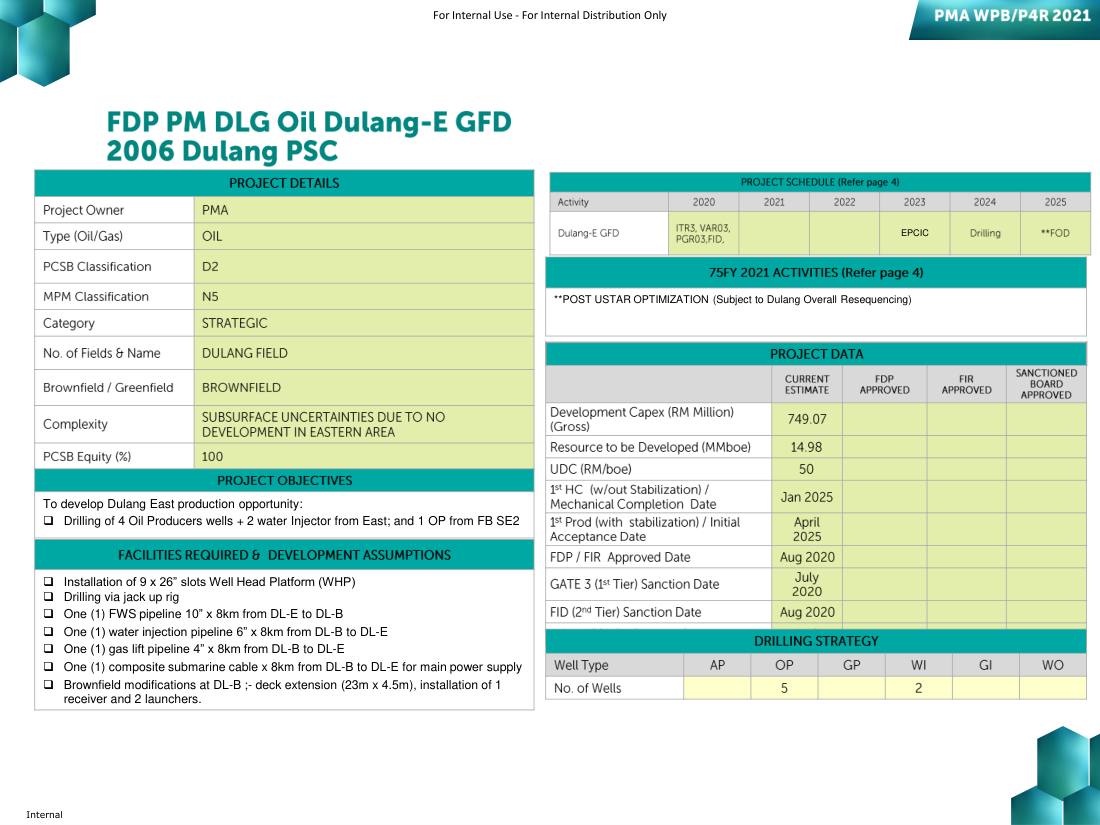 For Internal Use - For Internal Distribution Only
PMA WPB/P4R 2021
FDP PM DLG Oil Dulang-E GFD
2006 Dulang PSC
PROJECT DETAILS
Project Owner PMA
Type (Oil/Gas) OIL
PCSB Classification D2
MPM Classification N5
Category STRATEGIC
No. of Fields & Name DULANG FIELD
Brownfield / Greenfield BROWNFIELD
Complexity SUBSURFACE UNCERTAINTIES DUE TO NO
DEVELOPMENT IN EASTERN AREA
PCSB Equity (%) 100
PROJECT OBJECTIVES
To develop Dulang East production opportunity:
❑ Drilling of 4 Oil Producers wells + 2 water Injector from East; and 1 OP from FB SE2
FACILITIES REQUIRED & DEVELOPMENT ASSUMPTIONS
❑ Installation of 9 x 26” slots Well Head Platform (WHP)
❑ Drilling via jack up rig
❑ One (1) FWS pipeline 10” x 8km from DL-E to DL-B
❑ One (1) water injection pipeline 6” x 8km from DL-B to DL-E
❑ One (1) gas lift pipeline 4” x 8km from DL-B to DL-E
❑ One (1) composite submarine cable x 8km from DL-B to DL-E for main power supply
❑ Brownfield modifications at DL-B ;- deck extension (23m x 4.5m), installation of 1
receiver and 2 launchers.
PROJECT SCHEDULE (Refer page 4)
Activity 2020 2021 2022 2023 2024 2025
Dulang-E GFD ITR3, VAR03, EPCIC Drilling **FOD
PGR03,FID,
75FY 2021 ACTIVITIES (Refer page 4)
**POST USTAR OPTIMIZATION (Subject to Dulang Overall Resequencing)
PROJECT DATA
CURRENT ESTIMATE FDP APPROVED FIR APPROVED SANCTIONED BOARD APPROVED
Development Capex (RM Million) 749.07
(Gross)
Resource to be Developed (MMboe) 14.98
UDC (RM/boe) 50
1st HC (w/out Stabilization) / Jan 2025
Mechanical Completion Date
1st Prod (with stabilization) / Initial April
Acceptance Date 2025
FDP / FIR Approved Date Aug 2020
GATE 3 (1st Tier) Sanction Date July
2020
FID (2nd Tier) Sanction Date Aug 2020
DRILLING STRATEGY
Well Type AP OP GP WI GI WO
No. of Wells 5 2
Internal